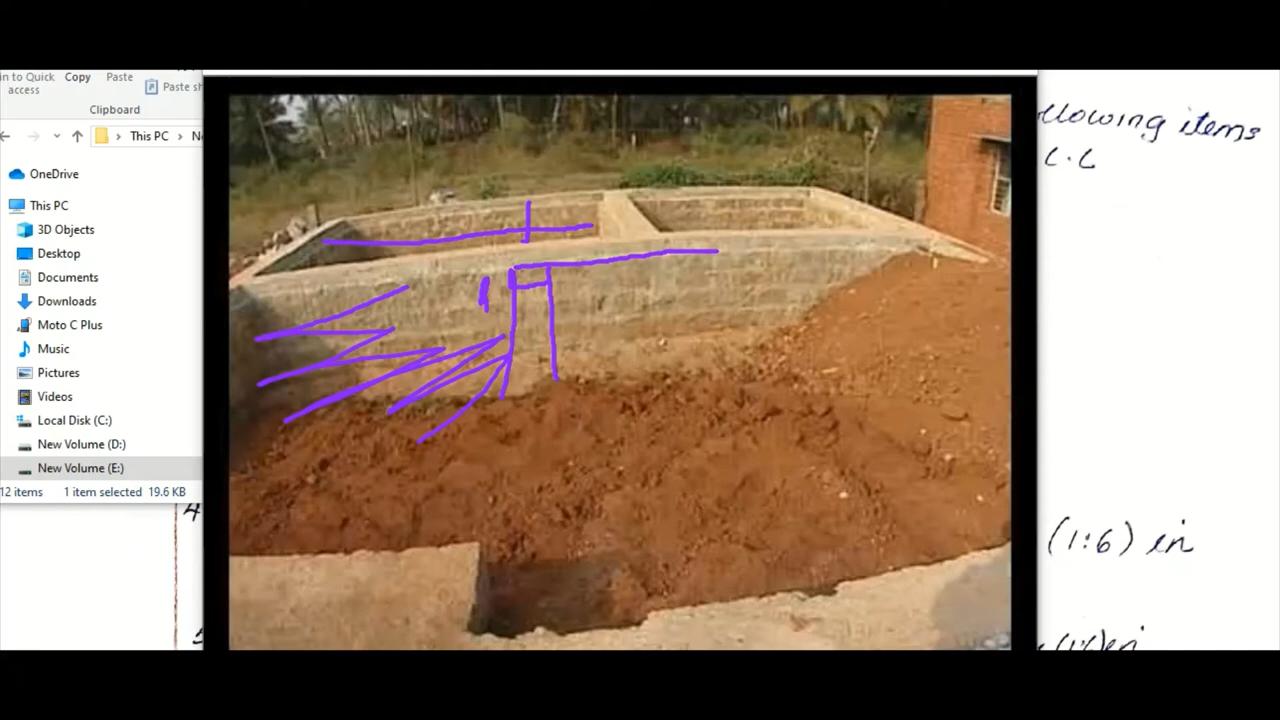 in to Quick
access
Copy
Paste
Paste sh
Clipboard
This PC
OneDrive
This PC
3D Objects
Desktop
Documents
Downloads
Moto C Plus
Music
Pictures
Videos
Local Disk (C:)
New Volume (D:)
New Volume (E:)
12 items 1 item selected 19.6 KB
ollowing items
C.C
4
(1:6) in